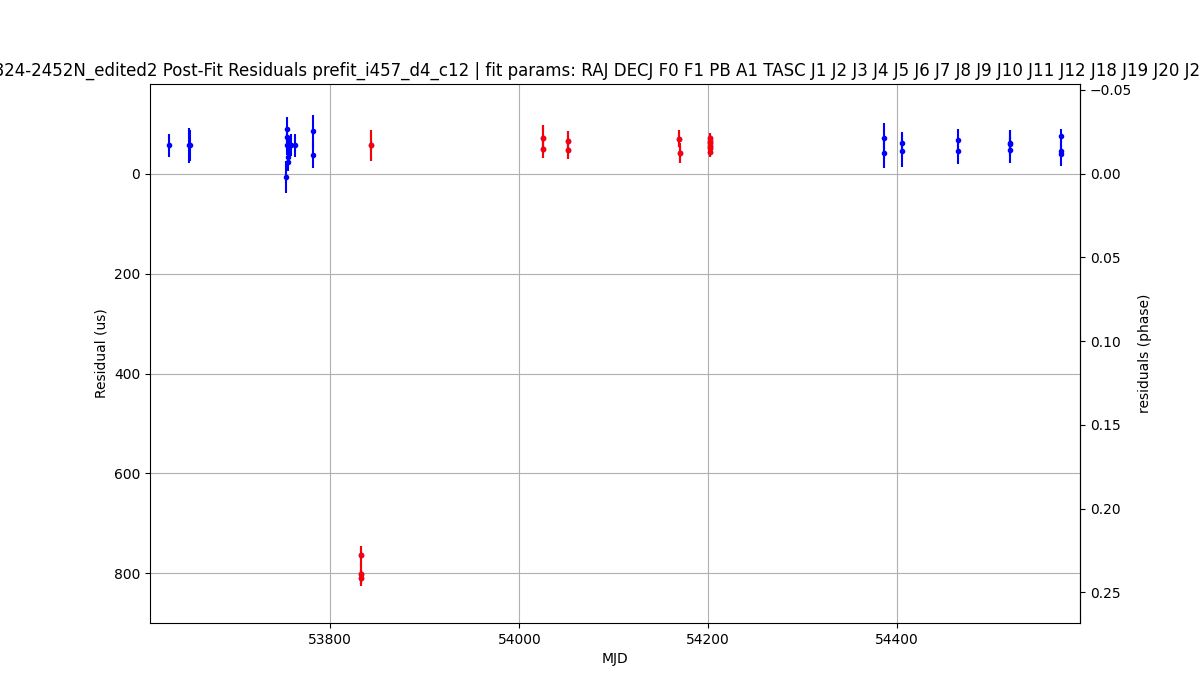 824-2452N_edited2 Post-Fit Residuals prefit_i457_d4_c12 | fit params: RAJ DECJ F0 F1 PB A1 TASC J1 J2 J3 J4 J5 J6 J7 J8 J9 J10 J11 J12 J18 J19 J20 J2
−0.05
0 0.00
200 0.05
400 0.10
600 0.15
800 0.20
0.25
Residual (us)
residuals (phase)
53800 54000 54200 54400
MJD